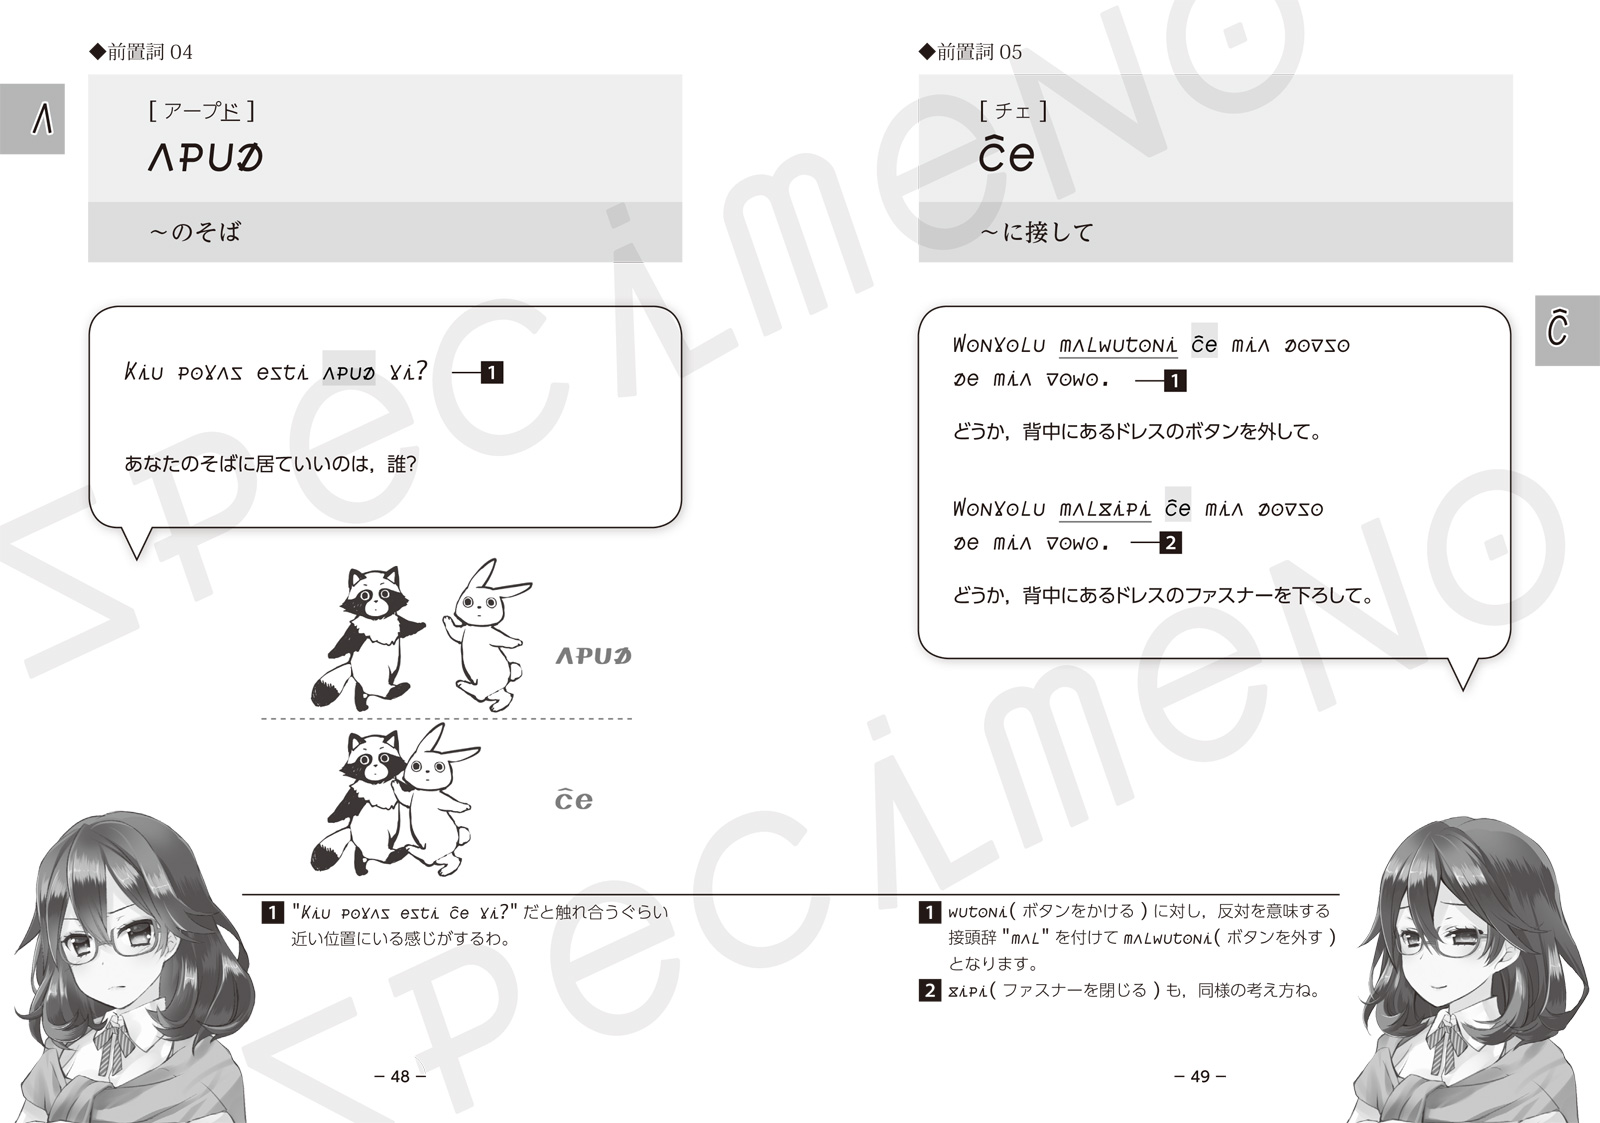 ◆前置詞 04
[ アープド ]
apud
～のそば
A
Kiu povas esti apud vi? 1
あなたのそばに居ていいのは，誰?
apud
ĉe
1 "Kiu povas esti ĉe vi?" だと触れ合うぐらい
近い位置にいる感じがするわ。
– 48 –
◆前置詞 05
[ チェ ]
ĉe
～に接して
Ĉ
Bonvolu malbutoni ĉe mia dorso
de mia robo. 1
どうか，背中にあるドレスのボタンを外して。
Bonvolu malzipi ĉe mia dorso
de mia robo. 2
どうか，背中にあるドレスのファスナーを下ろして。
1 butoni( ボタンをかける ) に対し，反対を意味する
接頭辞 "mal" を付けて malbutoni( ボタンを外す )
となります。
2 zipi( ファスナーを閉じる ) も，同様の考え方ね。
– 49 –
Specimeno
Specimeno